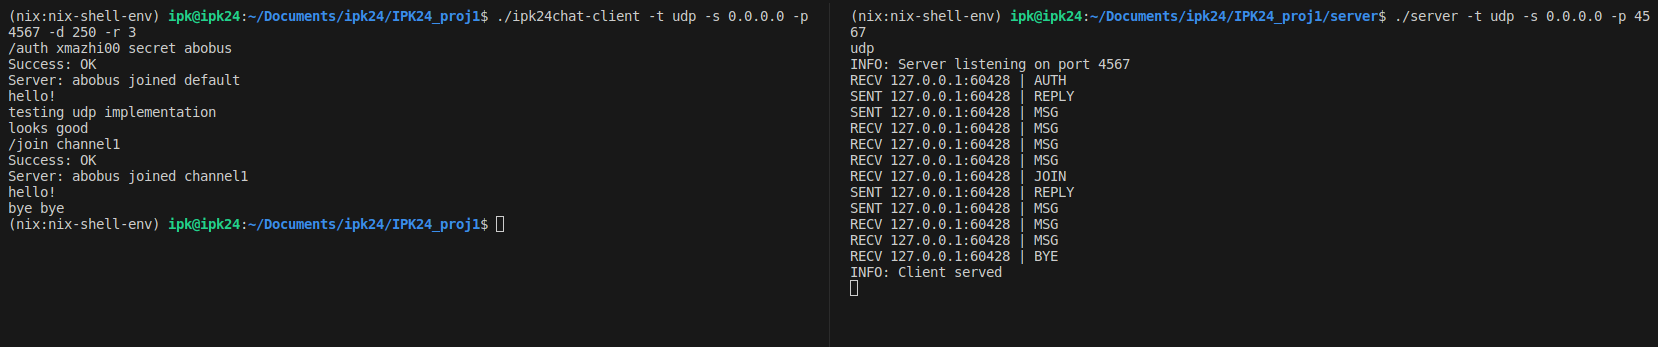 (nix:nix-shell-env) ipk@ipk24:~/Documents/ipk24/IPK24_proj1$ ./ipk24chat-client -t udp -s 0.0.0.0 -p
4567 -d 250 -r 3
/auth xmazhi00 secret abobus
Success: OK
Server: abobus joined default
hello!
testing udp implementation
looks good
/join channel1
Success: OK
Server: abobus joined channel1
hello!
bye bye
(nix:nix-shell-env) ipk@ipk24:~/Documents/ipk24/IPK24_proj1$
(nix:nix-shell-env) ipk@ipk24:~/Documents/ipk24/IPK24_proj1/server$ ./server -t udp -s 0.0.0.0 -p 45
67
udp
INFO: Server listening on port 4567
RECV 127.0.0.1:60428 | AUTH
SENT 127.0.0.1:60428 | REPLY
SENT 127.0.0.1:60428 | MSG
RECV 127.0.0.1:60428 | MSG
RECV 127.0.0.1:60428 | MSG
RECV 127.0.0.1:60428 | MSG
RECV 127.0.0.1:60428 | JOIN
SENT 127.0.0.1:60428 | REPLY
SENT 127.0.0.1:60428 | MSG
RECV 127.0.0.1:60428 | MSG
RECV 127.0.0.1:60428 | MSG
RECV 127.0.0.1:60428 | BYE
INFO: Client served